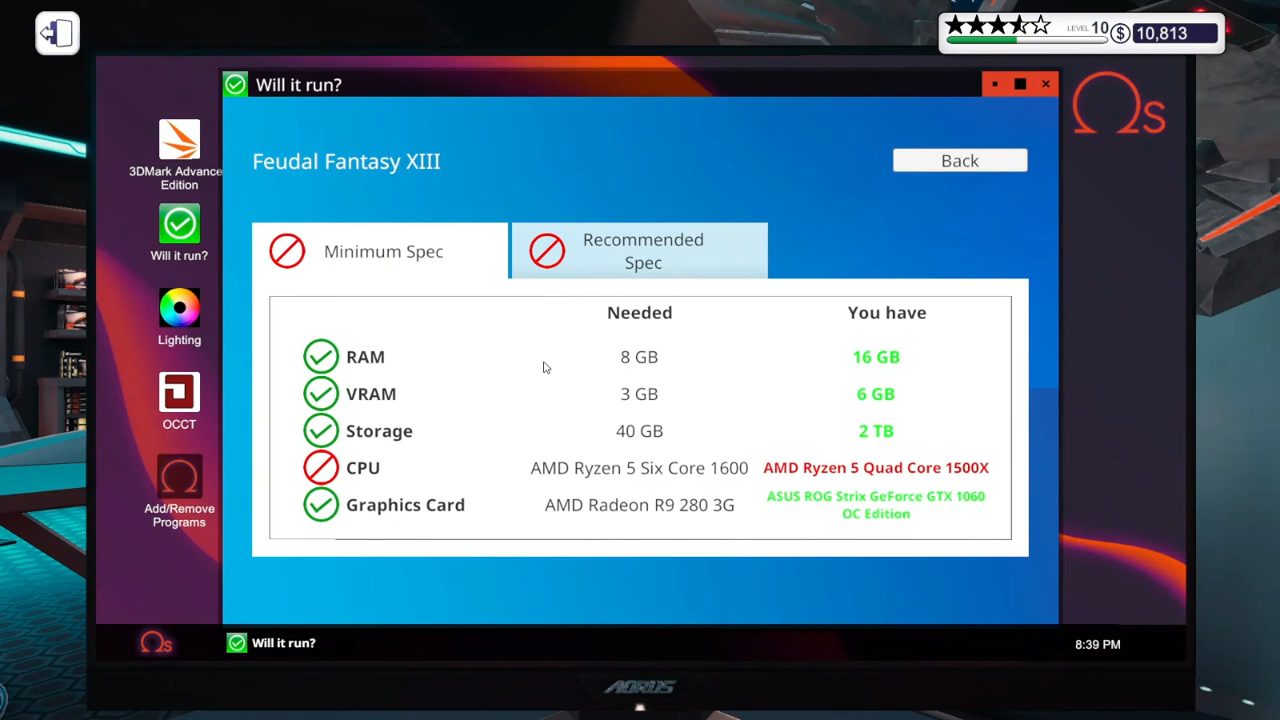 LEVEL 10
$ 10,813
Will it run?
Ωs
3DMark Advance
Edition
Will it run?
Lighting
OCCT
Add/Remove
Programs
Feudal Fantasy XIII
Back
Minimum Spec
Recommended
Spec
Needed
You have
RAM
8 GB
16 GB
VRAM
3 GB
6 GB
Storage
40 GB
2 TB
CPU
AMD Ryzen 5 Six Core 1600
AMD Ryzen 5 Quad Core 1500X
Graphics Card
AMD Radeon R9 280 3G
ASUS ROG Strix GeForce GTX 1060
OC Edition
Ωs
Will it run?
8:39 PM
AORUS